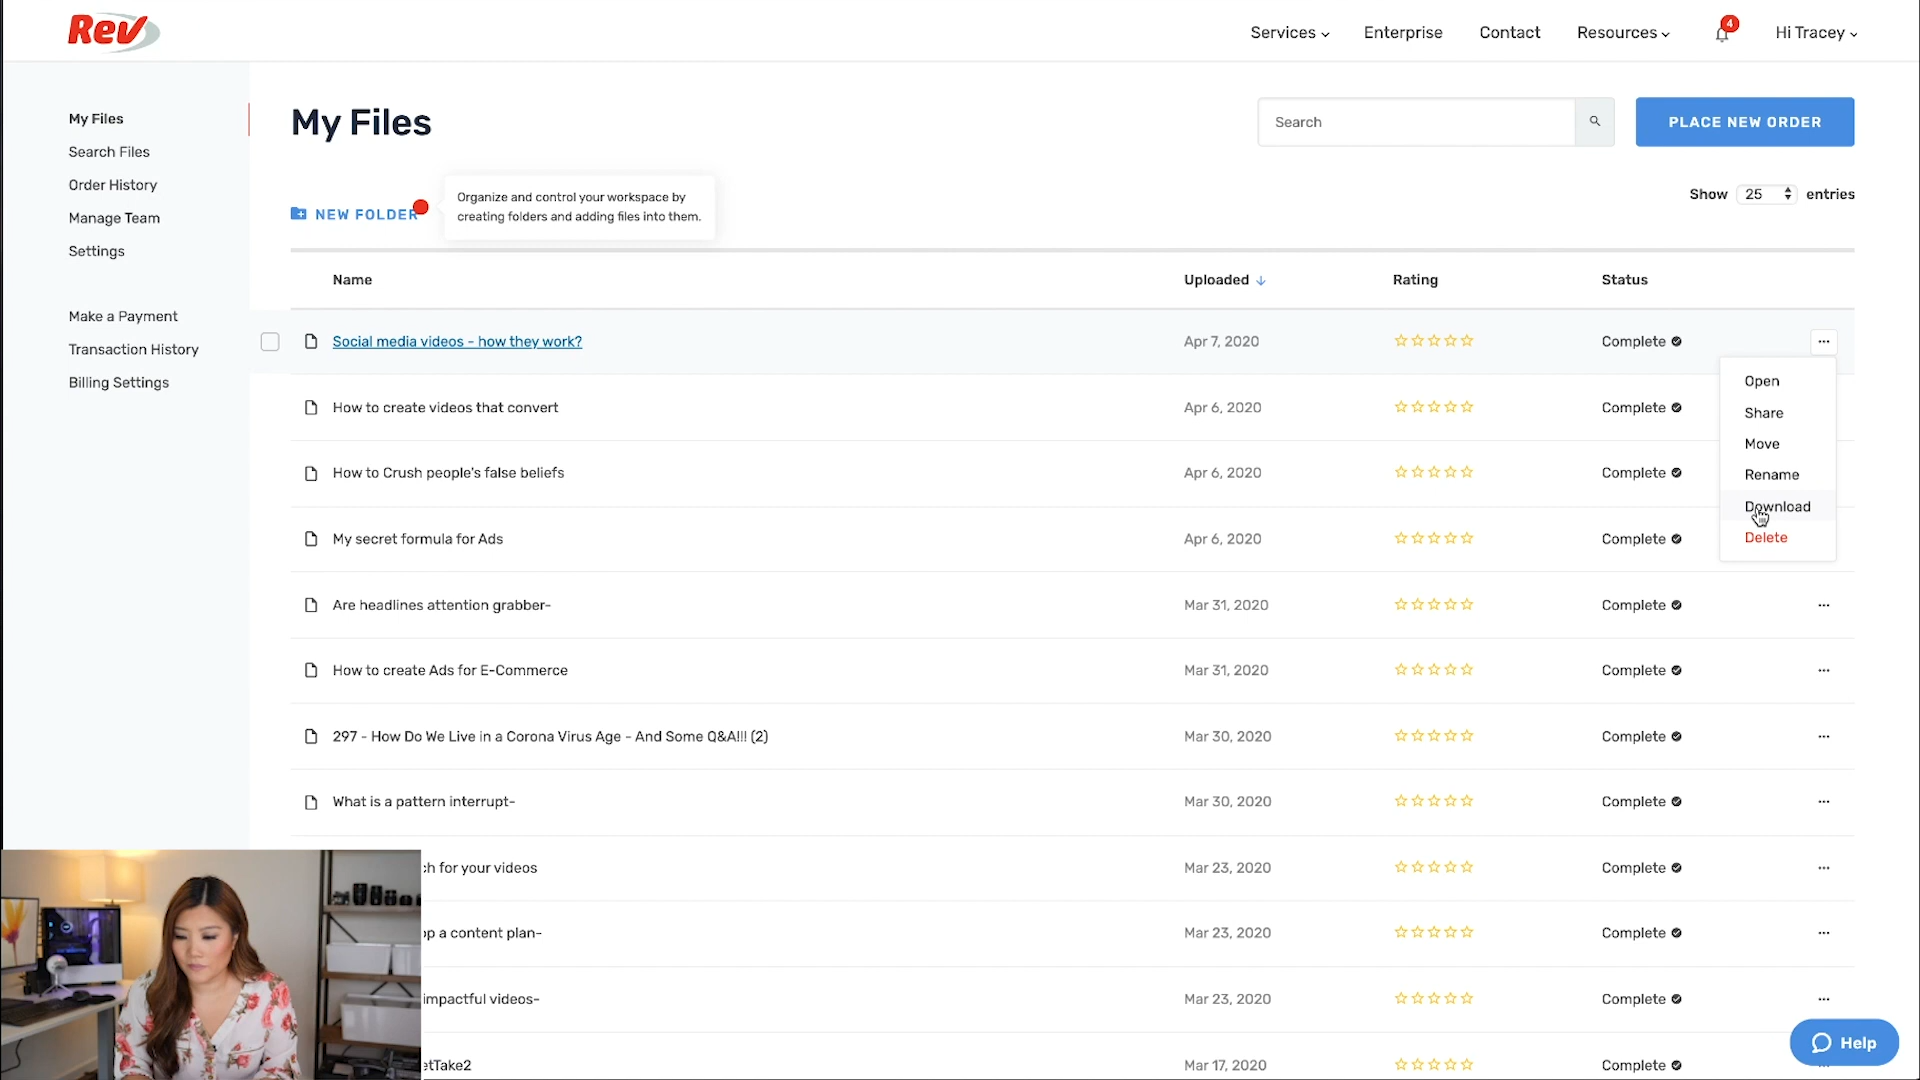 Rev
Services
Enterprise
Contact
Resources
4
Hi Tracey
My Files
Search Files
Order History
Manage Team
Settings
Make a Payment
Transaction History
Billing Settings
My Files
Search
PLACE NEW ORDER
NEW FOLDER
Organize and control your workspace by
creating folders and adding files into them.
Show 25 entries
Name Uploaded Rating Status
Social media videos - how they work? Apr 7, 2020 Complete
How to create videos that convert Apr 6, 2020 Complete
How to Crush people's false beliefs Apr 6, 2020 Complete
My secret formula for Ads Apr 6, 2020 Complete
Open
Share
Move
Rename
Download
Delete
Are headlines attention grabber- Mar 31, 2020 Complete
How to create Ads for E-Commerce Mar 31, 2020 Complete
297 - How Do We Live in a Corona Virus Age - And Some Q&A!!! (2) Mar 30, 2020 Complete
What is a pattern interrupt- Mar 30, 2020 Complete
for your videos Mar 23, 2020 Complete
a content plan- Mar 23, 2020 Complete
impactful videos- Mar 23, 2020 Complete
Mar 17, 2020 Complete
Help